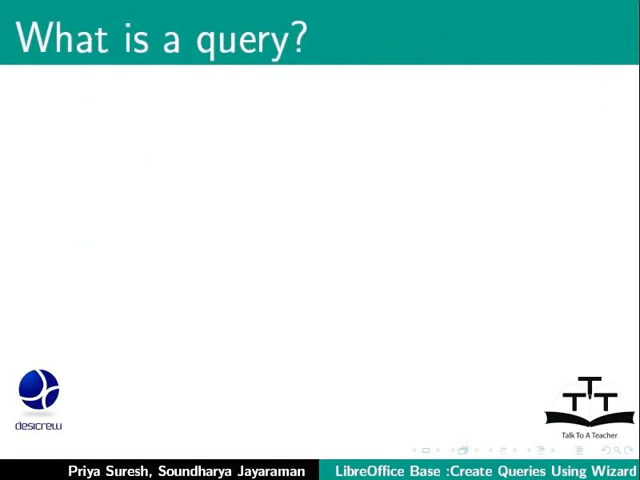 What is a query?
desicrew
T T T
Talk To A Teacher
Priya Suresh, Soundharya Jayaraman
LibreOffice Base :Create Queries Using Wizard